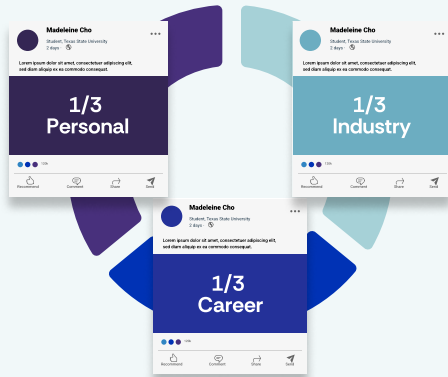 Madeleine Cho
Student, Texas State University
2 days ·
Lorem ipsum dolor sit amet, consectetuer adipiscing elit,
sed diam aliquip ex ea commodo consequat.
1/3
Personal
Recommend Comment Share Send
Madeleine Cho
Student, Texas State University
2 days ·
Lorem ipsum dolor sit amet, consectetuer adipiscing elit,
sed diam aliquip ex ea commodo consequat.
1/3
Industry
Recommend Comment Share Send
Madeleine Cho
Student, Texas State University
2 days ·
Lorem ipsum dolor sit amet, consectetuer adipiscing elit,
sed diam aliquip ex ea commodo consequat.
1/3
Career
Recommend Comment Share Send